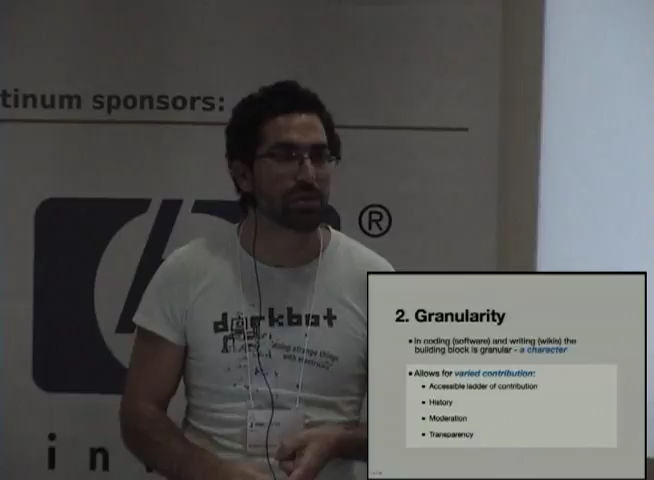 tinum sponsors:
hp
®
i n v
dorkbot
doing strange things
with electricity
2. Granularity
• In coding (software) and writing (wikis) the
building block is granular - a character
• Allows for varied contribution:
• Accessible ladder of contribution
• History
• Moderation
• Transparency